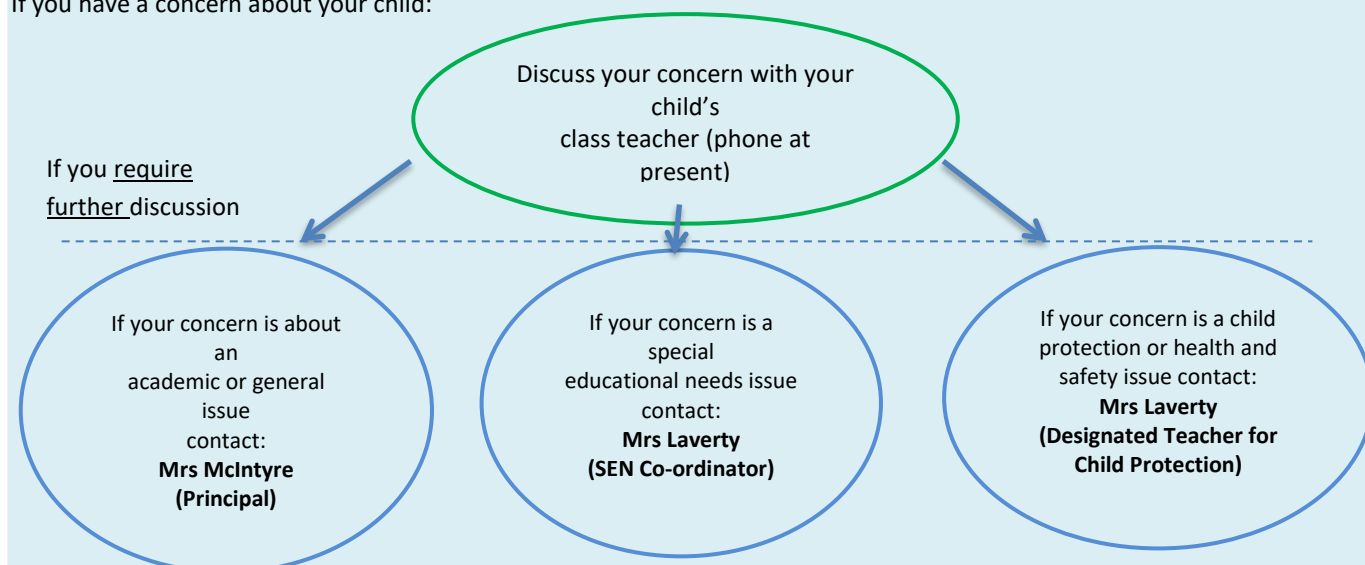 If you have a concern about your child:
Discuss your concern with your
child's
class teacher (phone at
present)
If you require
further discussion
If your concern is about
an
academic or general
issue
contact:
Mrs McIntyre
(Principal)
If your concern is a
special
educational needs issue
contact:
Mrs Laverty
(SEN Co-ordinator)
If your concern is a child
protection or health and
safety issue contact:
Mrs Laverty
(Designated Teacher for
Child Protection)